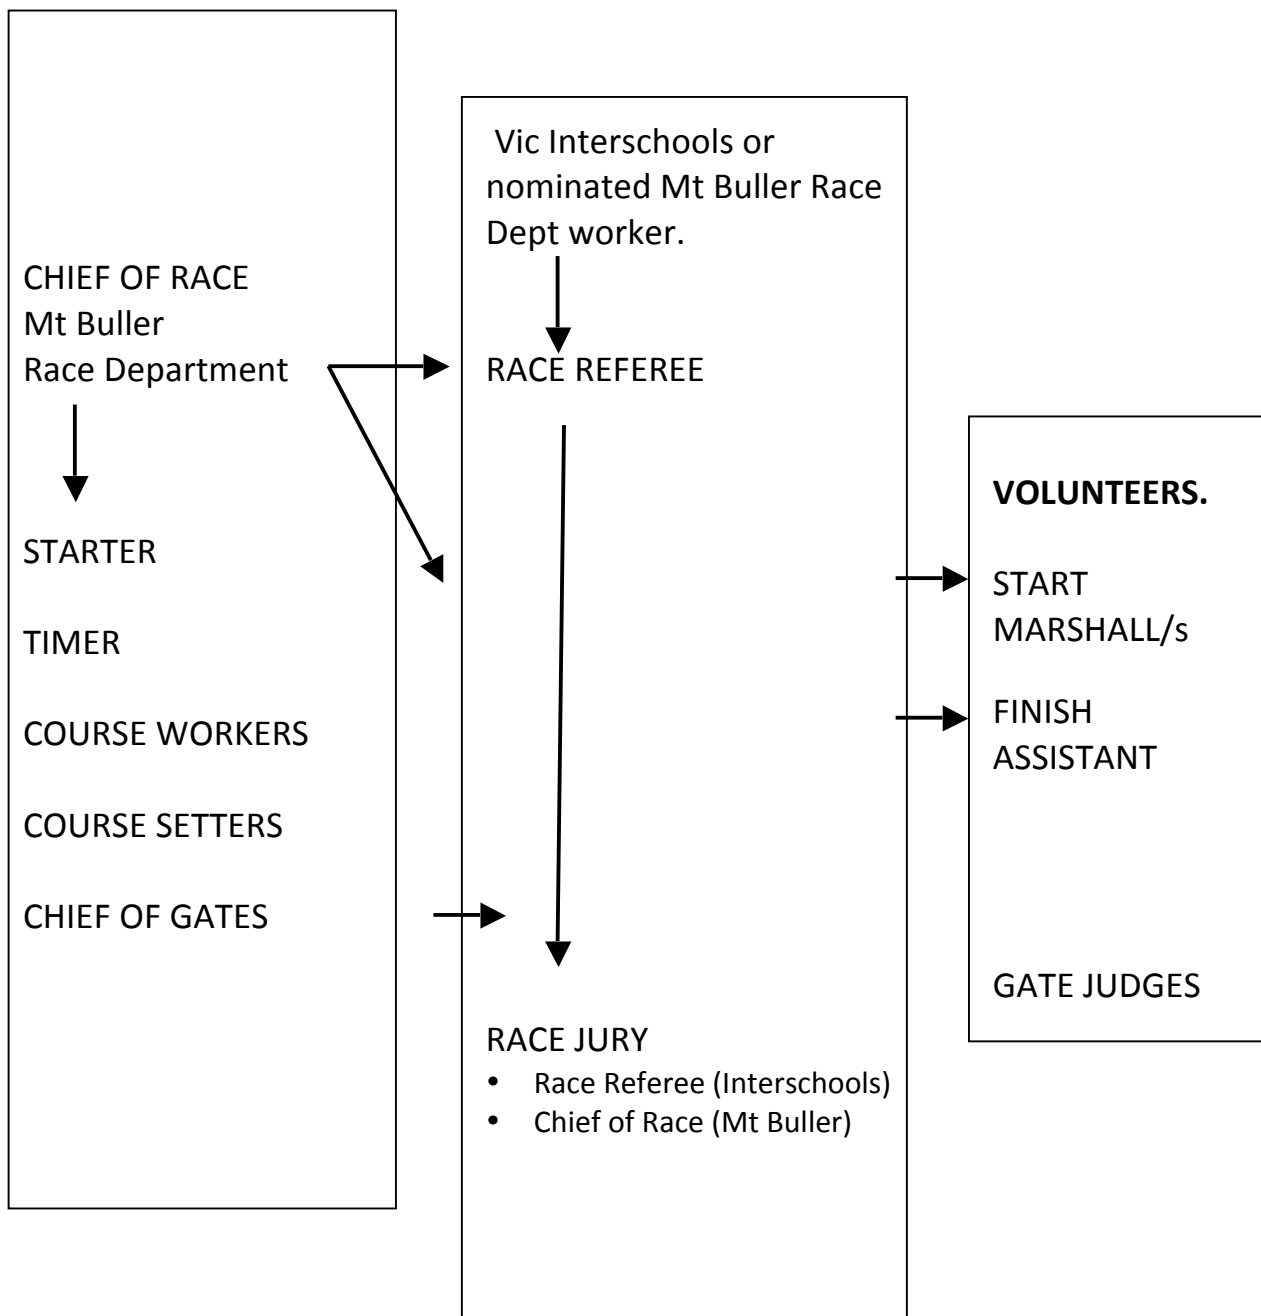 CHIEF OF RACE
Mt Buller
Race Department
STARTER
TIMER
COURSE WORKERS
COURSE SETTERS
CHIEF OF GATES
Vic Interschools or
nominated Mt Buller Race
Dept worker.
RACE REFEREE
RACE JURY
• Race Referee (Interschools)
• Chief of Race (Mt Buller)
VOLUNTEERS.
START
MARSHALL/s
FINISH
ASSISTANT
GATE JUDGES